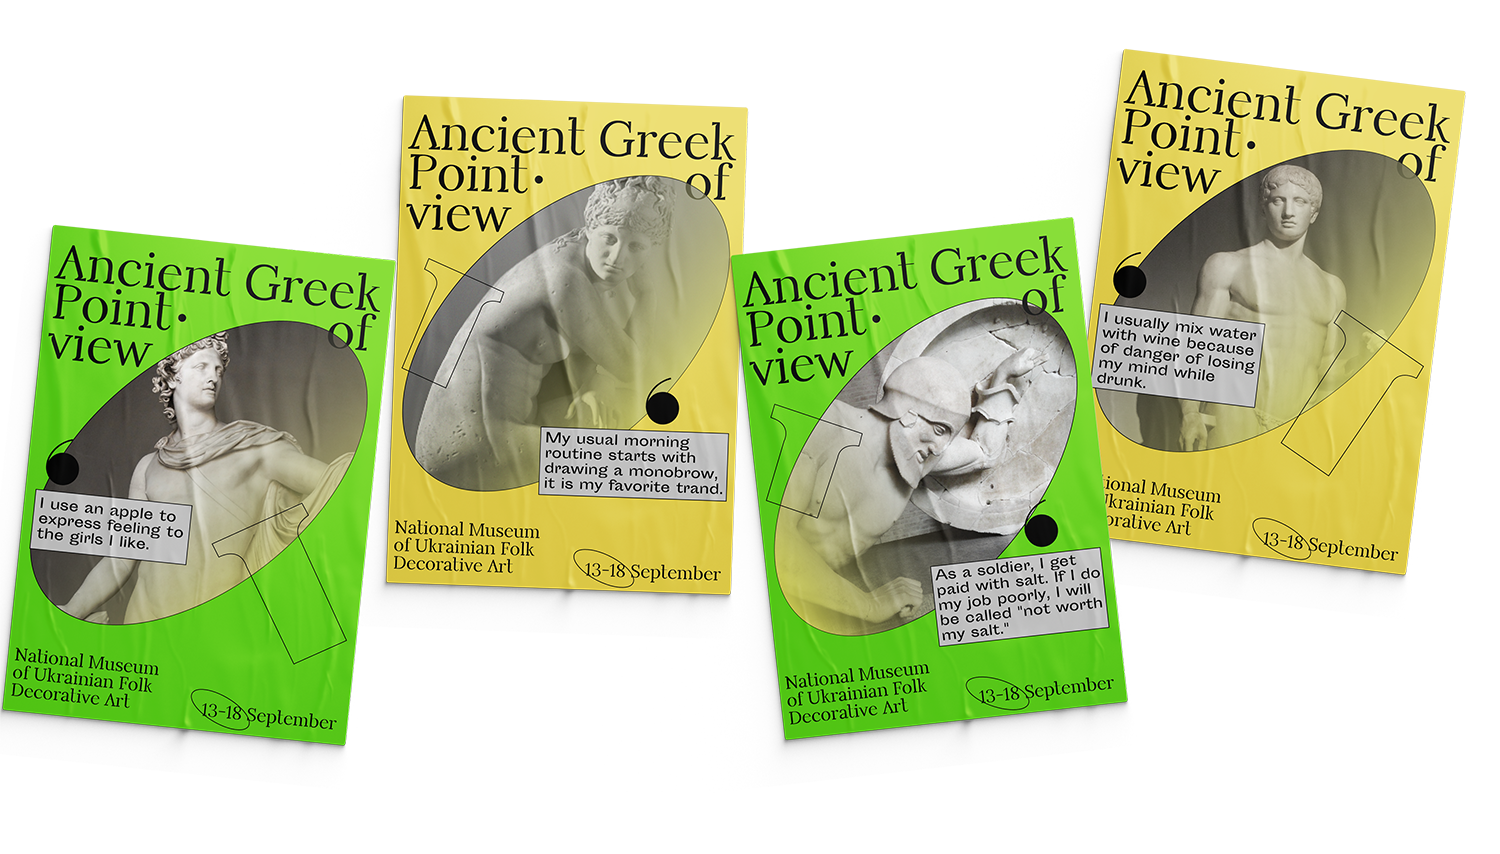 Ancient Greek
Point·
of
view
I use an apple to
express feeling to
the girls I like.
National Museum
of Ukrainian Folk
Decorative Art
13-18 September
Ancient Greek
Point·
of
view
My usual morning
routine starts with
drawing a monobrow,
it is my favorite trand.
National Museum
of Ukrainian Folk
Decorative Art
13-18 September
Ancient Greek
Point·
of
view
As a soldier, I get
paid with salt. If I do
my job poorly, I will
be called "not worth
my salt."
National Museum
of Ukrainian Folk
Decorative Art
13-18 September
Ancient Greek
Point·
of
view
I usually mix water
with wine because
of danger of losing
my mind while
drunk.
ional Museum
krainian Folk
orative Art
13-18 September